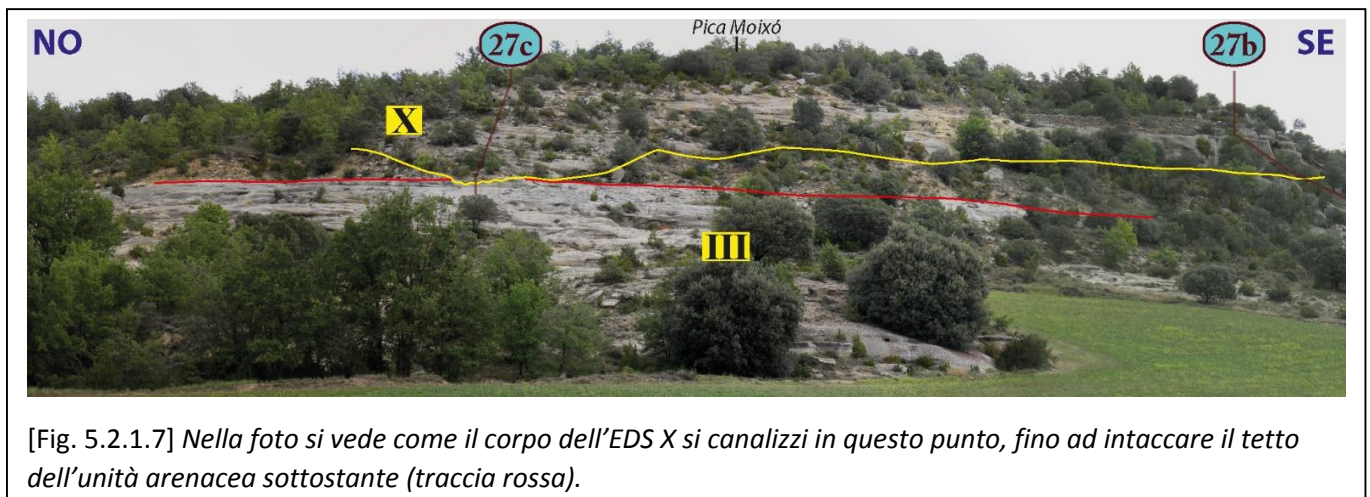 NO
27c
Pica Moixó
27b
SE
X
III
[Fig. 5.2.1.7] Nella foto si vede come il corpo dell’EDS X si canalizzi in questo punto, fino ad intaccare il tetto
dell’unità arenacea sottostante (traccia rossa).